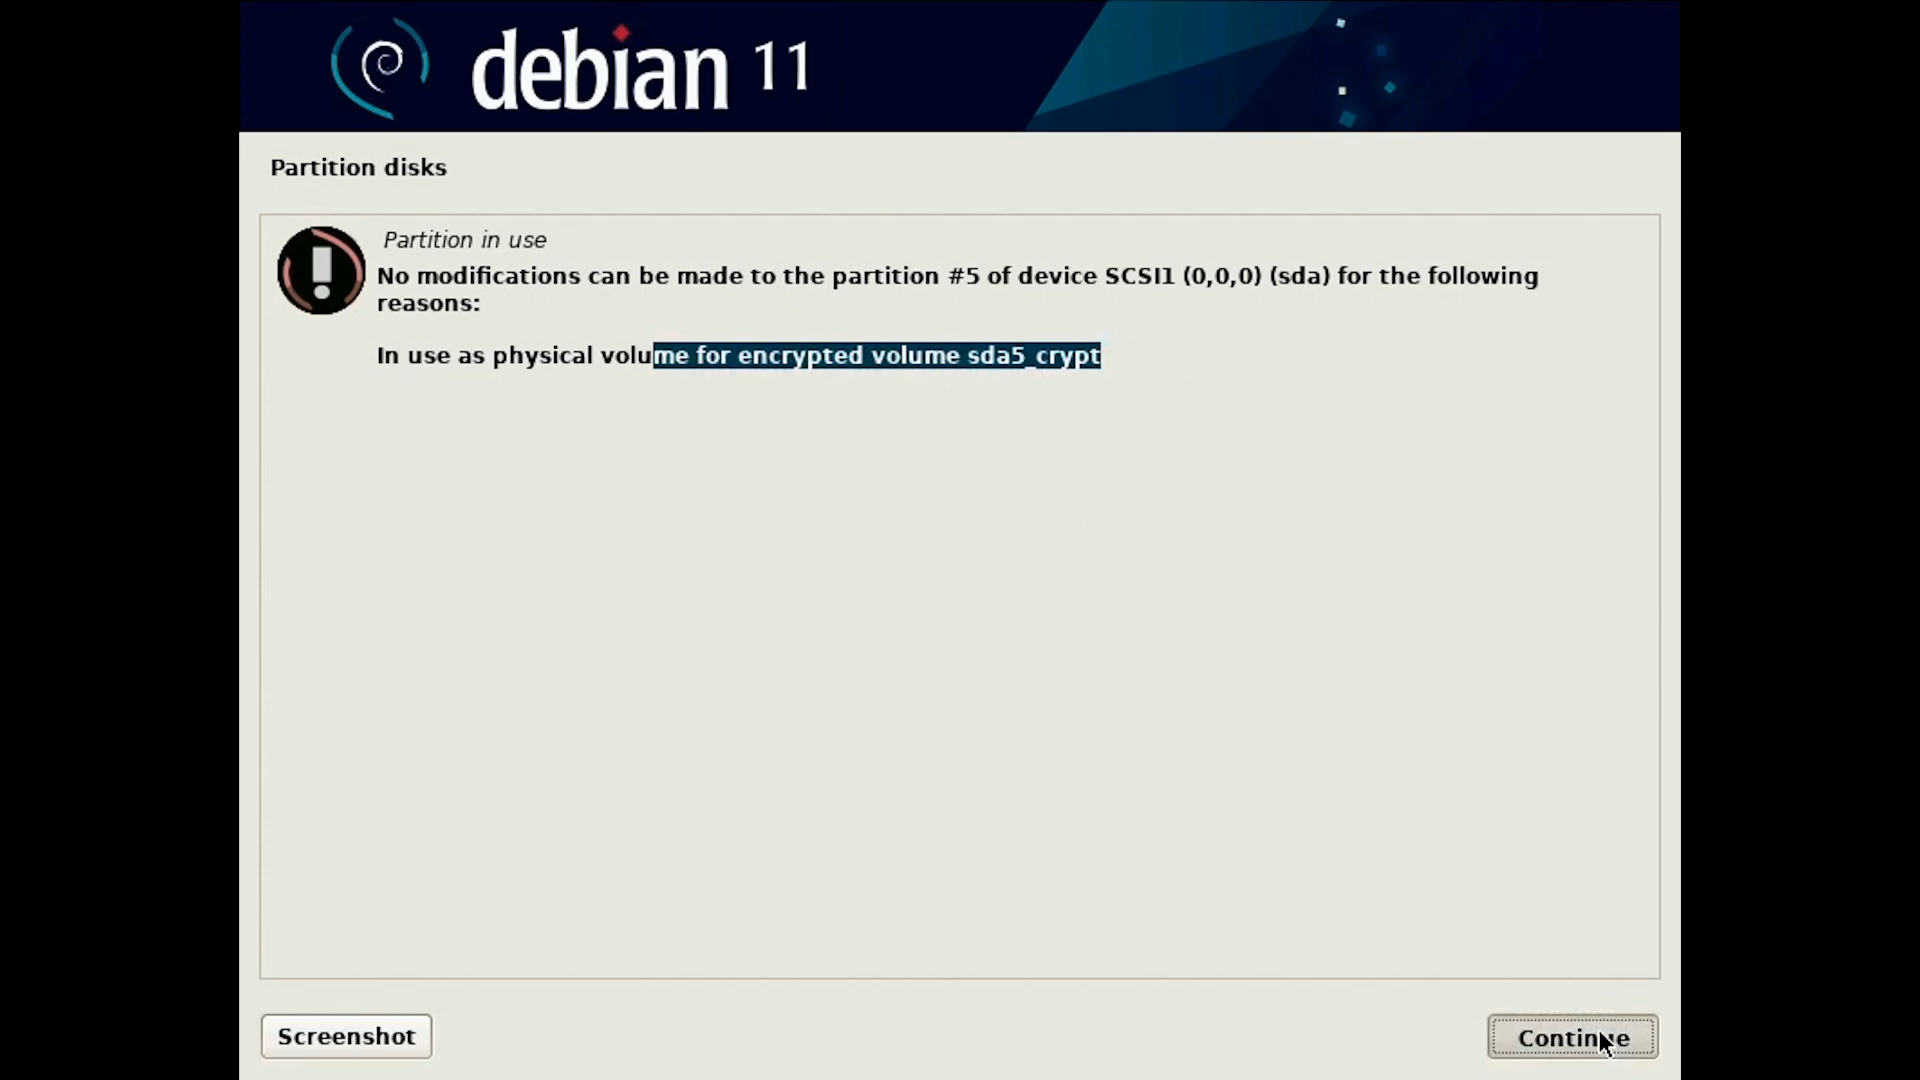 debian 11
Partition disks
Partition in use
No modifications can be made to the partition #5 of device SCSI1 (0,0,0) (sda) for the following
reasons:
In use as physical volume for encrypted volume sda5_crypt
Screenshot
Continue